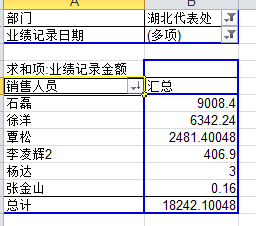 A B
部门 湖北代表处
业绩记录日期 (多项)
求和项:业绩记录金额
销售人员 汇总
石磊 9008.4
徐洋 6342.24
覃松 2481.40048
李凌辉2 406.9
杨达 3
张金山 0.16
总计 18242.10048